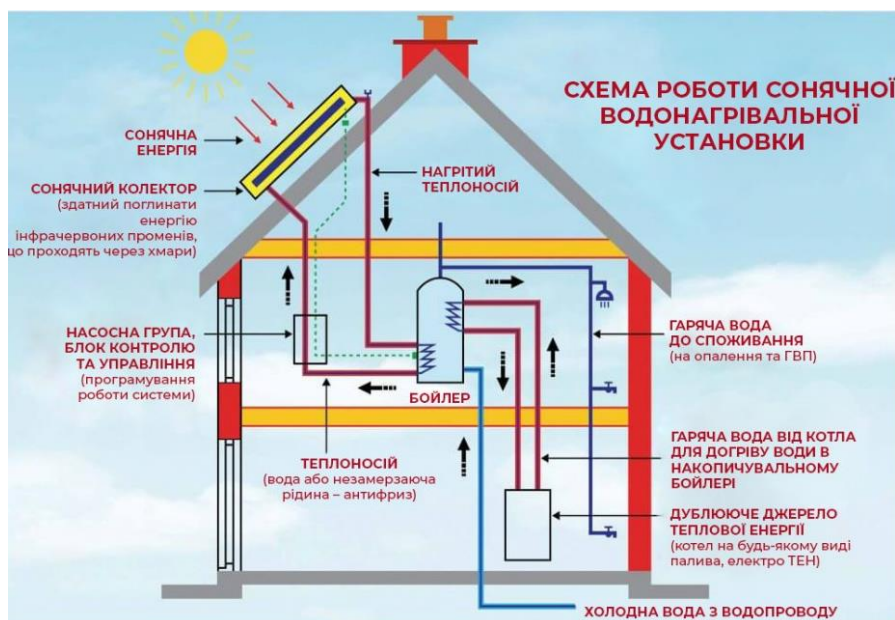 СХЕМА РОБОТИ СОНЯЧНОЇ
ВОДОНАГРІВАЛЬНОЇ
УСТАНОВКИ
СОНЯЧНА
ЕНЕРГІЯ
СОНЯЧНИЙ КОЛЕКТОР
(здатний поглинати
енергію
інфрачервоних променів,
що проходять через хмари)
НАГРІТИЙ
ТЕПЛОНОСІЙ
НАСОСНА ГРУПА,
БЛОК КОНТРОЛЮ
ТА УПРАВЛІННЯ
(програмування
роботи системи)
БОЙЛЕР
ТЕПЛОНОСІЙ
(вода або незамерзаюча
рідина – антифриз)
ГАРЯЧА ВОДА
ДО СПОЖИВАННЯ
(на опалення та ГВП)
ГАРЯЧА ВОДА ВІД КОТЛА
ДЛЯ ДОГРІВУ ВОДИ В
НАКОПИЧУВАЛЬНОМУ
БОЙЛЕРІ
ДУБЛЮЮЧЕ ДЖЕРЕЛО
ТЕПЛОВОЇ ЕНЕРГІЇ
(котел на будь-якому виді
палива, електро ТЕН)
ХОЛОДНА ВОДА З ВОДОПРОВОДУ